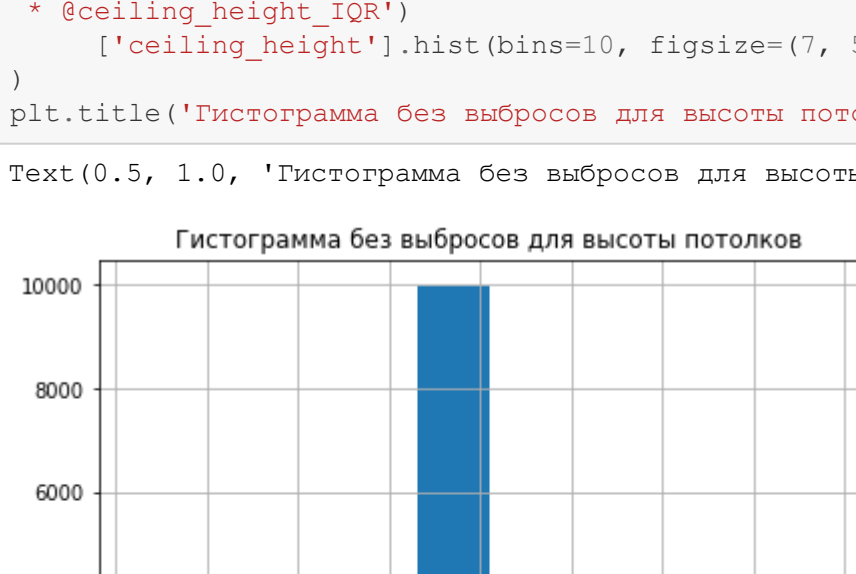 * @ceiling_height_IQR')
['ceiling_height'].hist(bins=10, figsize=(7,
)
plt.title('Гистограмма без выбросов для высоты пото
Text(0.5, 1.0, 'Гистограмма без выбросов для высоты
Гистограмма без выбросов для высоты потолков
10000
8000
6000